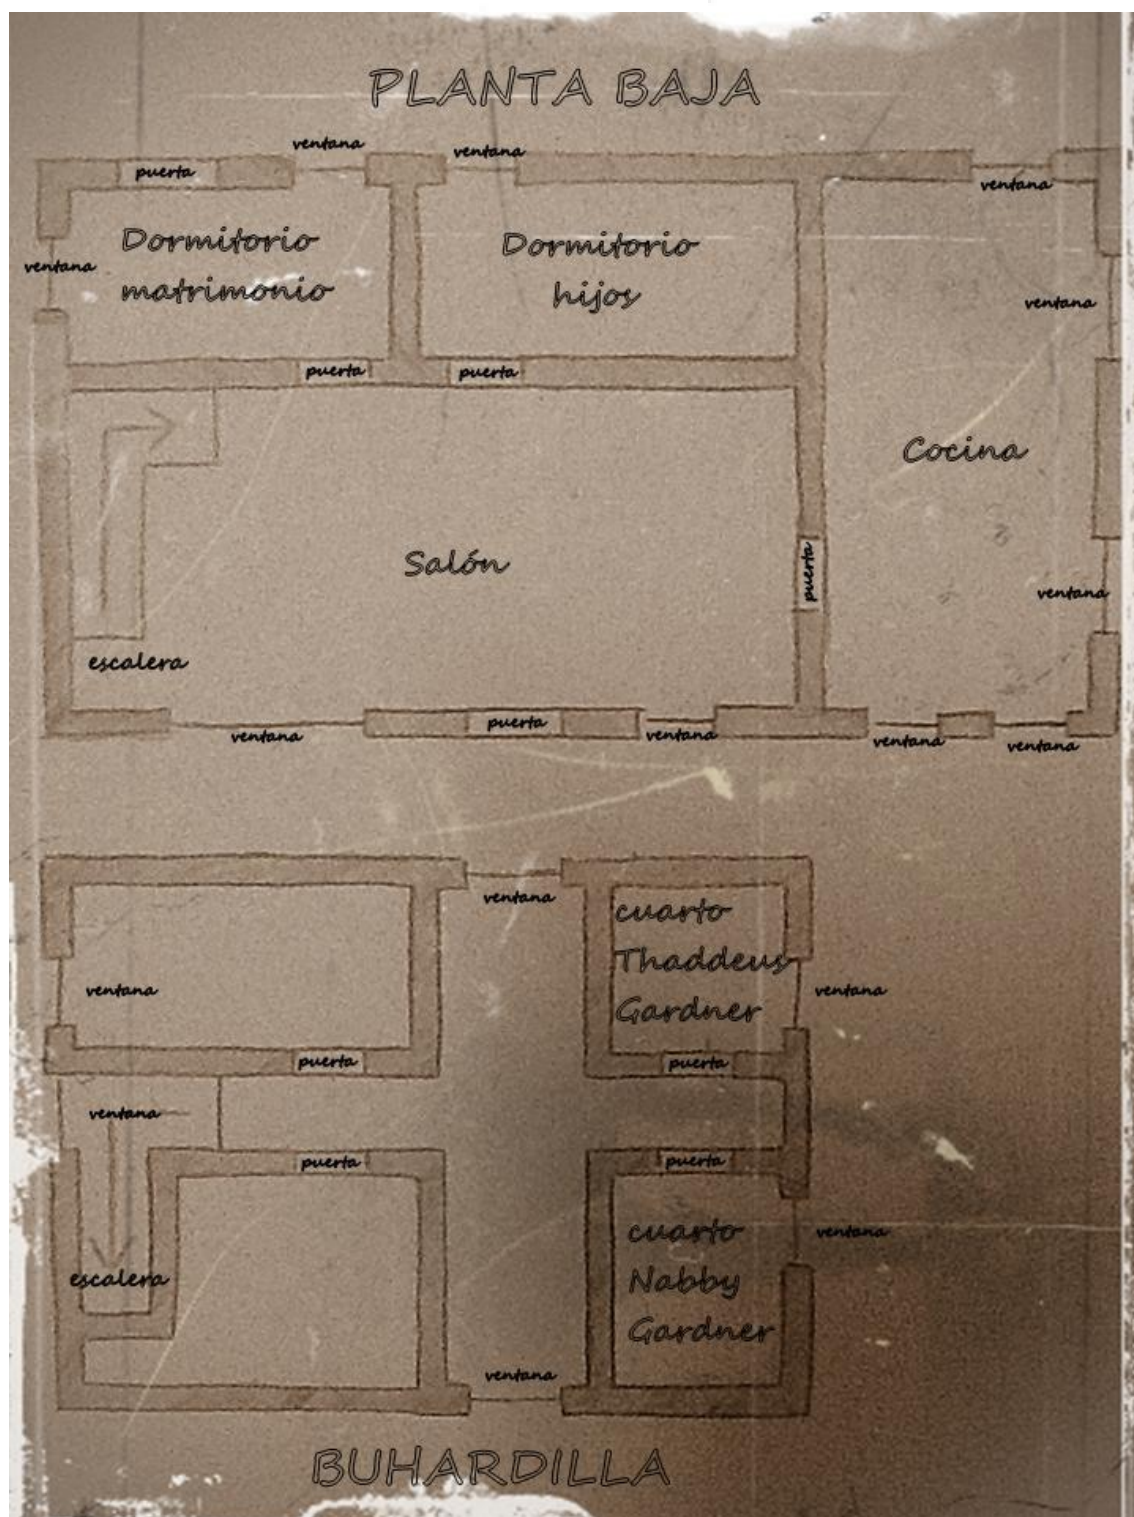 PLANTA BAJA
ventana
ventana
puerta
ventana
Dormitorio
matrimonio
Dormitorio
hijos
ventana
ventana
puerta
puerta
Cocina
Salón
puerta
ventana
escalera
puerta
ventana
ventana
ventana
ventana
ventana
cuarto
Thaddeus
Gardner
ventana
ventana
puerta
puerta
ventana
puerta
puerta
cuarto
Nabby
Gardner
ventana
escalera
ventana
BUHARDILLA